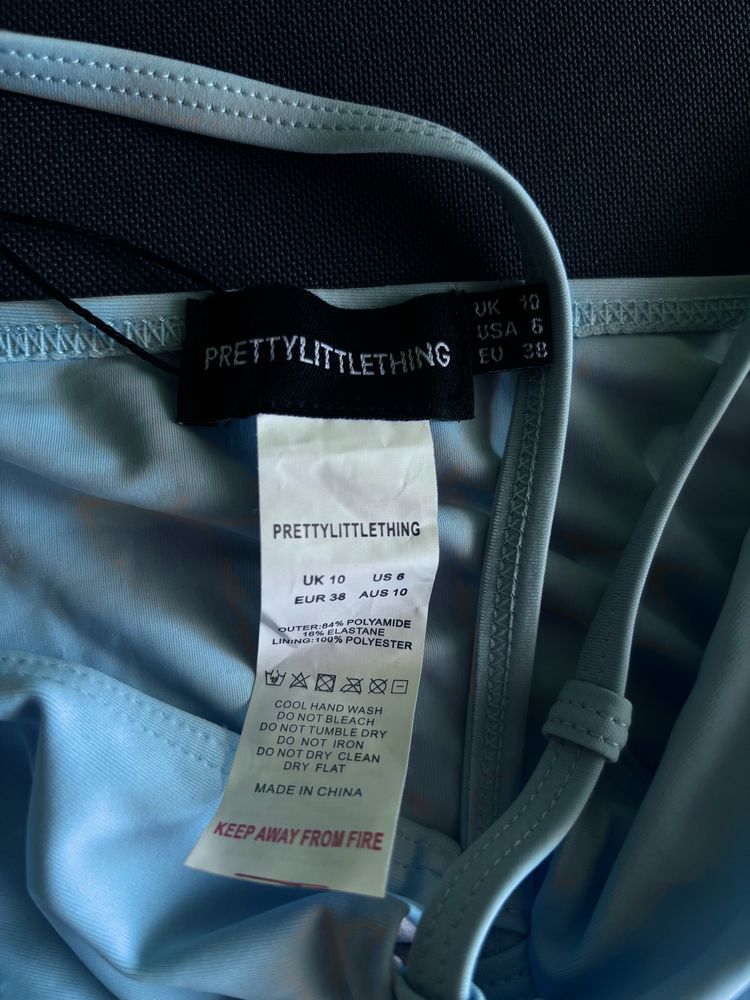 PRETTYLITTLETHING
UK 10
USA 6
EU 38
PRETTYLITTLETHING
UK 10 US 6
EUR 38 AUS 10
OUTER:84% POLYAMIDE
16% ELASTANE
LINING:100% POLYESTER
COOL HAND WASH
DO NOT BLEACH
DO NOT TUMBLE DRY
DO NOT IRON
DO NOT DRY CLEAN
DRY FLAT
MADE IN CHINA
KEEP AWAY FROM FIRE